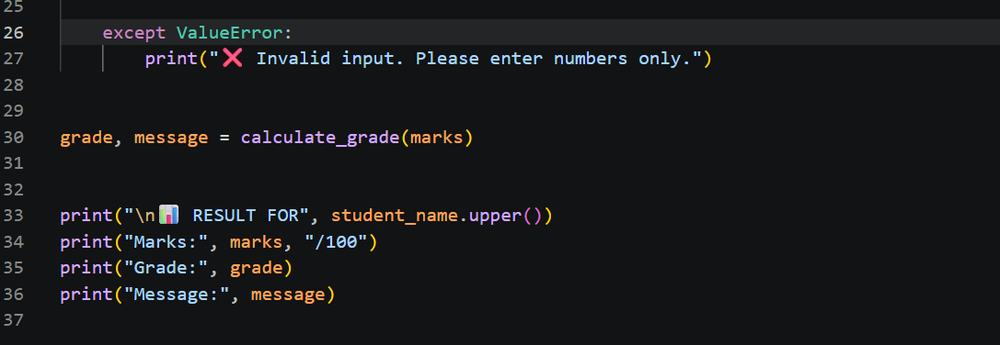 25
26 except ValueError:
27 print("❌ Invalid input. Please enter numbers only.")
28
29
30 grade, message = calculate_grade(marks)
31
32
33 print("\n📊 RESULT FOR", student_name.upper())
34 print("Marks:", marks, "/100")
35 print("Grade:", grade)
36 print("Message:", message)
37